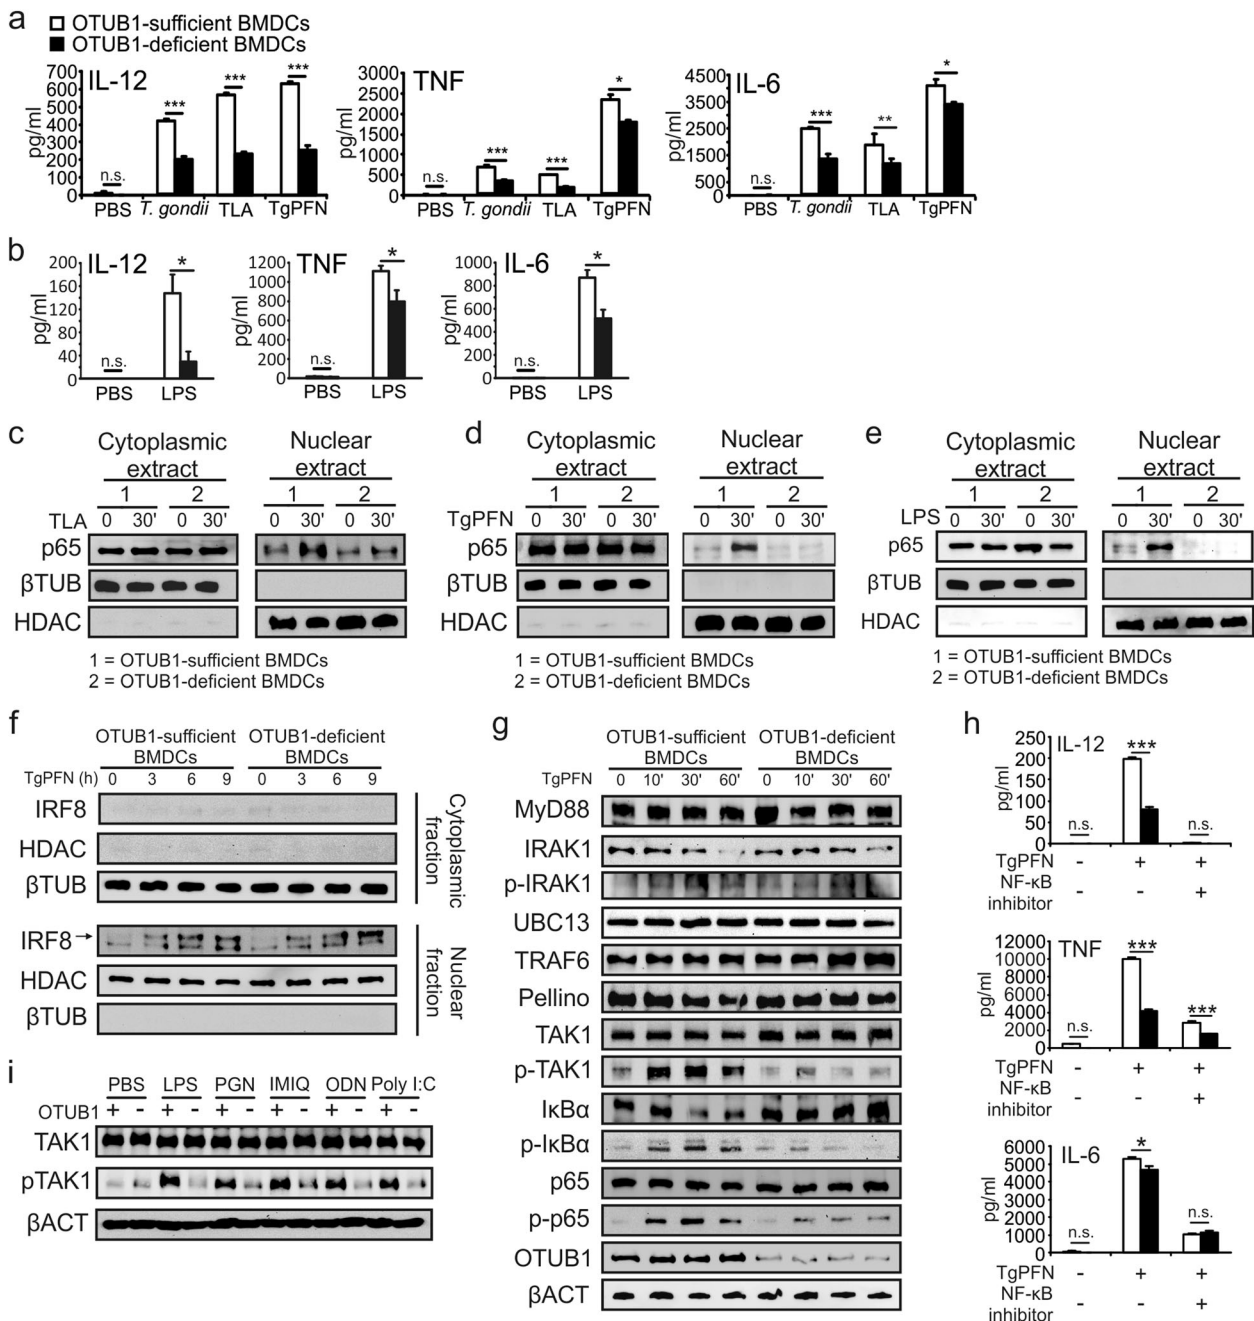 a
OTUB1-sufficient BMDCs
OTUB1-deficient BMDCs
IL-12
pg/ml
700
600
500
400
300
200
100
0
n.s. *** *** ***
PBS T. gondii TLA TgPFN
TNF
pg/ml
3000
2500
2000
1500
1000
500
0
n.s. *** *** *
PBS T. gondii TLA TgPFN
IL-6
pg/ml
4500
3500
2500
1500
500
0
n.s. *** ** *
PBS T. gondii TLA TgPFN
b
IL-12
pg/ml
200
160
120
80
40
0
n.s. *
PBS LPS
TNF
pg/ml
1200
1000
800
600
400
200
0
n.s. *
PBS LPS
IL-6
pg/ml
1000
800
600
400
200
0
n.s. *
PBS LPS
c
Cytoplasmic extract Nuclear extract
1 2 1 2
TLA 0 30' 0 30' 0 30' 0 30'
p65
βTUB
HDAC
1 = OTUB1-sufficient BMDCs
2 = OTUB1-deficient BMDCs
d
Cytoplasmic extract Nuclear extract
1 2 1 2
TgPFN 0 30' 0 30' 0 30' 0 30'
p65
βTUB
HDAC
1 = OTUB1-sufficient BMDCs
2 = OTUB1-deficient BMDCs
e
Cytoplasmic extract Nuclear extract
1 2 1 2
LPS 0 30' 0 30' 0 30' 0 30'
p65
βTUB
HDAC
1 = OTUB1-sufficient BMDCs
2 = OTUB1-deficient BMDCs
f
OTUB1-sufficient BMDCs OTUB1-deficient BMDCs
TgPFN (h) 0 3 6 9 0 3 6 9
IRF8
HDAC
βTUB
Cytoplasmic fraction
IRF8→
HDAC
βTUB
Nuclear fraction
g
OTUB1-sufficient BMDCs OTUB1-deficient BMDCs
TgPFN 0 10' 30' 60' 0 10' 30' 60'
MyD88
IRAK1
p-IRAK1
UBC13
TRAF6
Pellino
TAK1
p-TAK1
IκBα
p-IκBα
p65
p-p65
OTUB1
βACT
h
IL-12
pg/ml
250
200
150
100
50
0
n.s. *** n.s.
TgPFN - + +
NF-κB inhibitor - - +
TNF
pg/ml
12000
10000
8000
6000
4000
2000
0
n.s. *** ***
TgPFN - + +
NF-κB inhibitor - - +
IL-6
pg/ml
6000
5000
4000
3000
2000
1000
0
n.s. * n.s.
TgPFN - + +
NF-κB inhibitor - - +
i
PBS LPS PGN IMIQ ODN Poly I:C
OTUB1 + - + - + - + - + - + -
TAK1
pTAK1
βACT